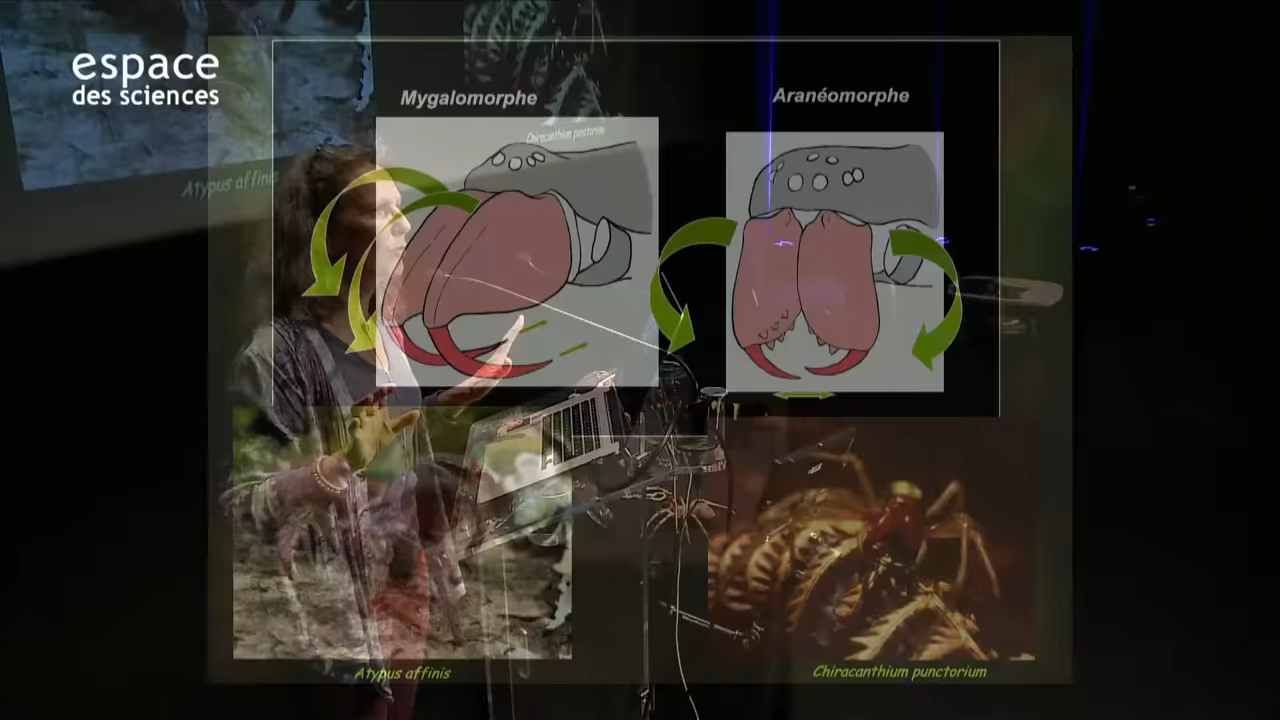 espace
des sciences
Mygalomorphe
Aranéomorphe
Chiracanthium punctorium
Atypus affinis
Atypus affinis
Chiracanthium punctorium